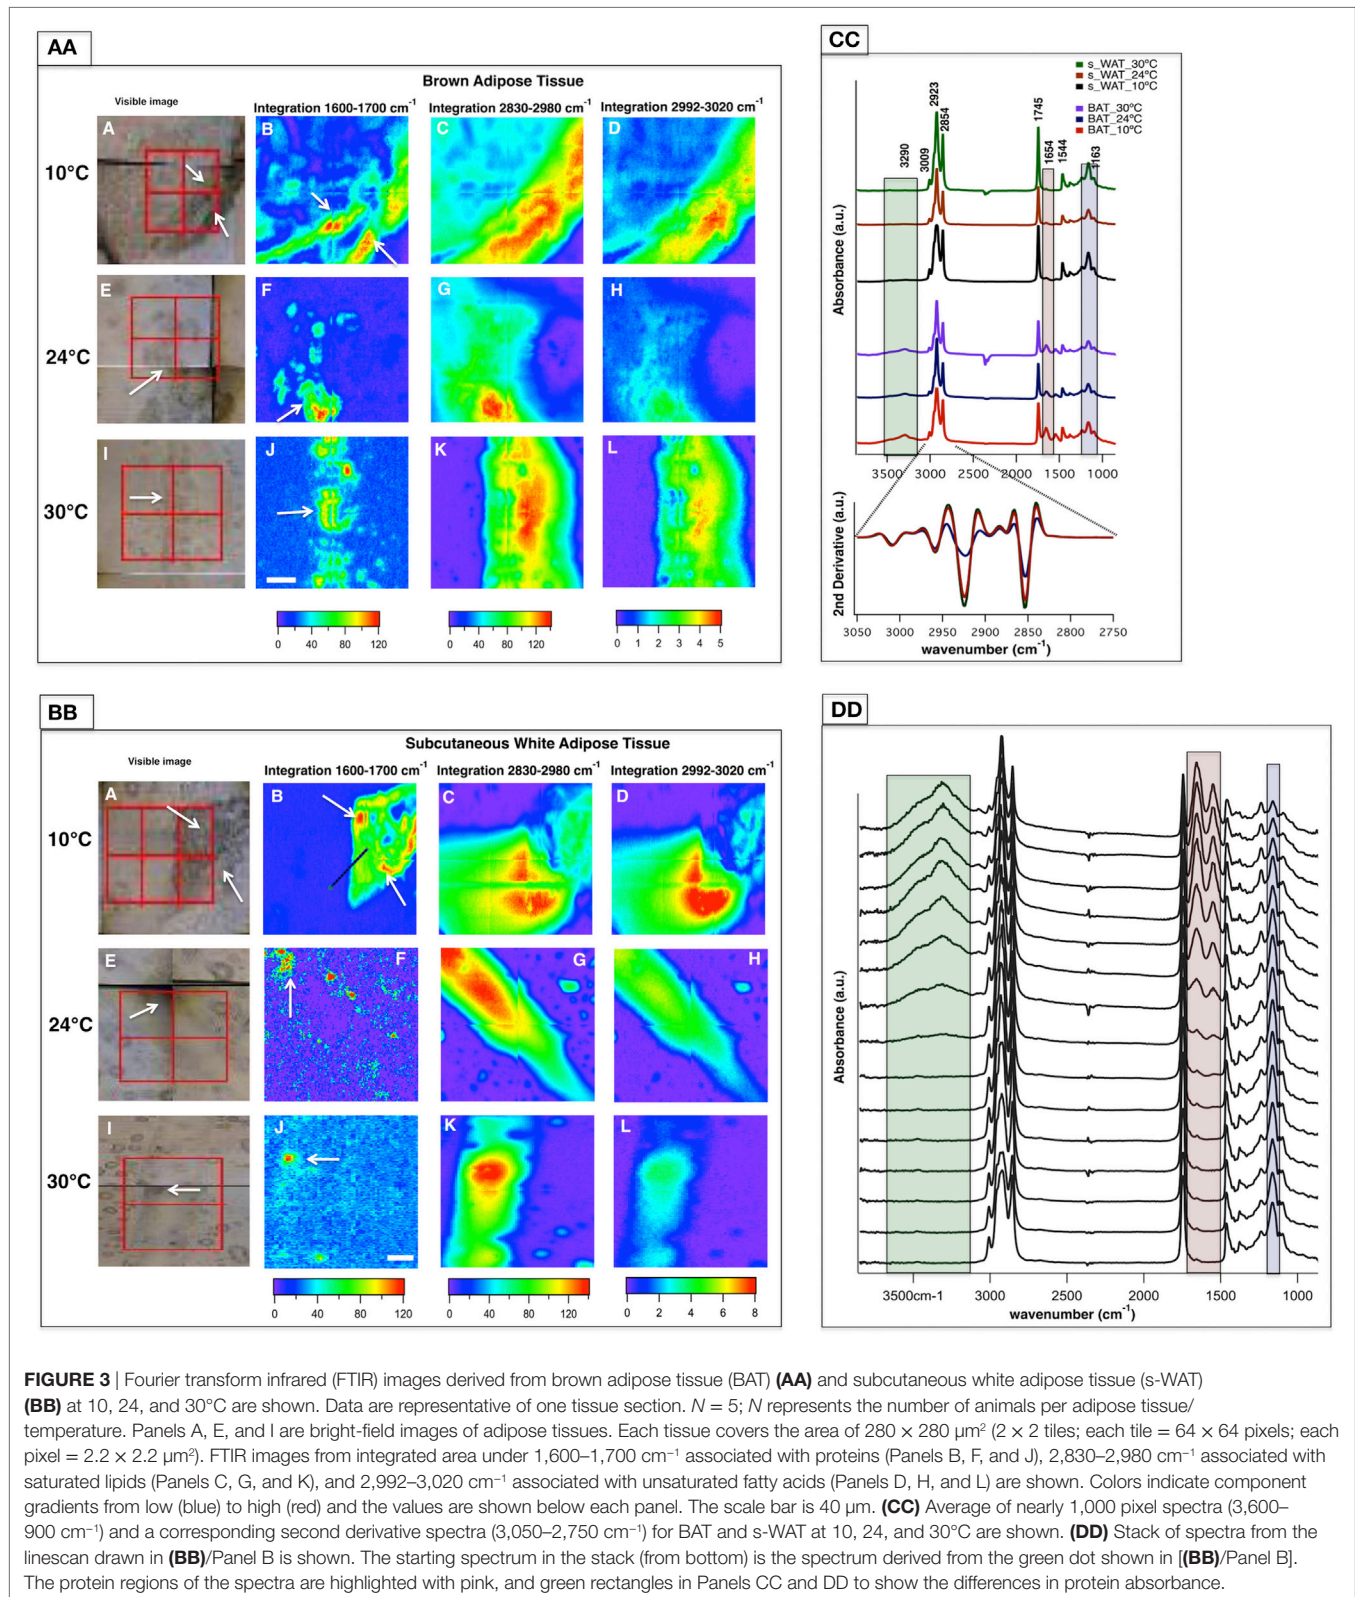 AA
Brown Adipose Tissue
Visible image
Integration 1600-1700 cm⁻¹
Integration 2830-2980 cm⁻¹
Integration 2992-3020 cm⁻¹
10°C
A
B
C
D
24°C
E
F
G
H
30°C
I
J
K
L
0 40 80 120
0 40 80 120
0 1 2 3 4 5
CC
s_WAT_30°C
s_WAT_24°C
s_WAT_10°C
BAT_30°C
BAT_24°C
BAT_10°C
3290
3009
2923
2854
1745
1654
1544
1163
Absorbance (a.u.)
3500 3000 2500 2000 1500 1000
2nd Derivative (a.u.)
3050 3000 2950 2900 2850 2800 2750
wavenumber (cm⁻¹)
BB
Subcutaneous White Adipose Tissue
Visible image
Integration 1600-1700 cm⁻¹
Integration 2830-2980 cm⁻¹
Integration 2992-3020 cm⁻¹
10°C
A
B
C
D
24°C
E
F
G
H
30°C
I
J
K
L
0 40 80 120
0 40 80 120
0 2 4 6 8
DD
Absorbance (a.u.)
3500cm-1 3000 2500 2000 1500 1000
wavenumber (cm⁻¹)
FIGURE 3 | Fourier transform infrared (FTIR) images derived from brown adipose tissue (BAT) (AA) and subcutaneous white adipose tissue (s-WAT)
(BB) at 10, 24, and 30°C are shown. Data are representative of one tissue section. N = 5; N represents the number of animals per adipose tissue/
temperature. Panels A, E, and I are bright-field images of adipose tissues. Each tissue covers the area of 280 × 280 µm² (2 × 2 tiles; each tile = 64 × 64 pixels; each
pixel = 2.2 × 2.2 µm²). FTIR images from integrated area under 1,600–1,700 cm⁻¹ associated with proteins (Panels B, F, and J), 2,830–2,980 cm⁻¹ associated with
saturated lipids (Panels C, G, and K), and 2,992–3,020 cm⁻¹ associated with unsaturated fatty acids (Panels D, H, and L) are shown. Colors indicate component
gradients from low (blue) to high (red) and the values are shown below each panel. The scale bar is 40 µm. (CC) Average of nearly 1,000 pixel spectra (3,600–
900 cm⁻¹) and a corresponding second derivative spectra (3,050–2,750 cm⁻¹) for BAT and s-WAT at 10, 24, and 30°C are shown. (DD) Stack of spectra from the
linescan drawn in (BB)/Panel B is shown. The starting spectrum in the stack (from bottom) is the spectrum derived from the green dot shown in [(BB)/Panel B].
The protein regions of the spectra are highlighted with pink, and green rectangles in Panels CC and DD to show the differences in protein absorbance.